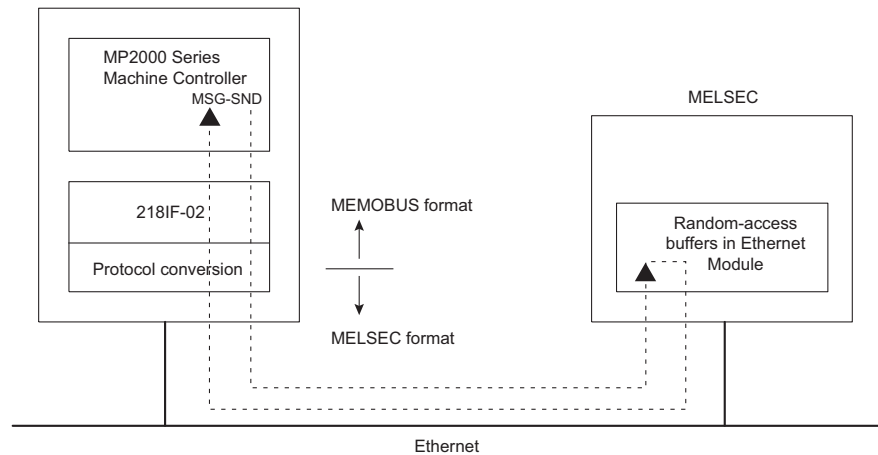 MP2000 Series
Machine Controller
MSG-SND
218IF-02
Protocol conversion
MEMOBUS format
MELSEC format
MELSEC
Random-access
buffers in Ethernet
Module
Ethernet